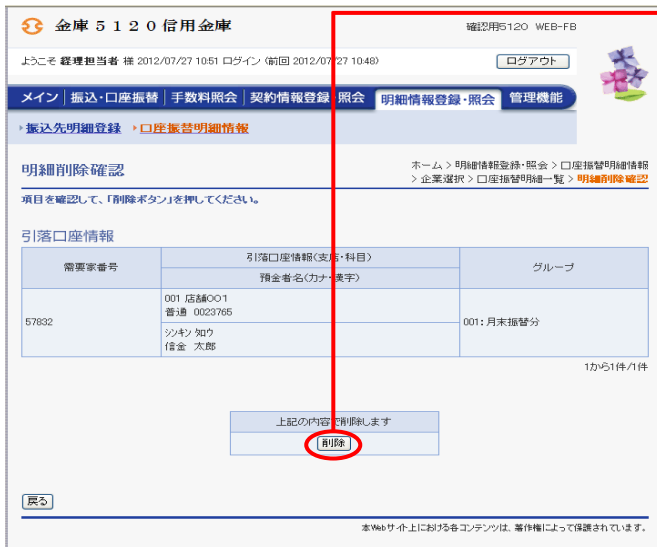 金庫５１２０信用金庫
確認用5120 WEB-FB
ようこそ 経理担当者 様 2012/07/27 10:51 ログイン (前回 2012/07/27 10:48)
ログアウト
メイン 振込・口座振替 手数料照会 契約情報登録・照会 明細情報登録・照会 管理機能
振込先明細登録 口座振替明細情報
明細削除確認
ホーム > 明細情報登録・照会 > 口座振替明細情報
> 企業選択 > 口座振替明細一覧 > 明細削除確認
項目を確認して、「削除ボタン」を押してください。
引落口座情報
需要家番号
引落口座情報(支店・科目)
預金者名(カナ・漢字)
グループ
57832
001 店舗〇〇1
普通 0023765
シンキン タロウ
信金 太郎
001:月末振替分
1から1件/1件
上記の内容で削除します
削除
戻る
本Webサイト上における各コンテンツは、著作権によって保護されています。